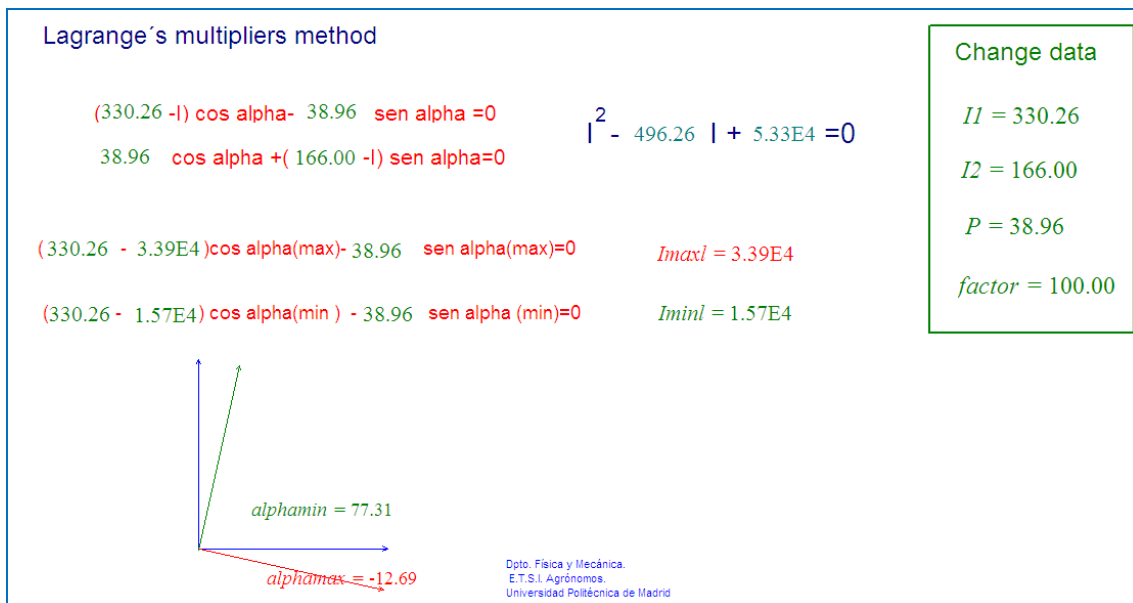 Lagrange´s multipliers method
(330.26 -I) cos alpha- 38.96 sen alpha =0
38.96 cos alpha +( 166.00 -I) sen alpha=0
I² - 496.26 I + 5.33E4 =0
(330.26 - 3.39E4 )cos alpha(max)- 38.96 sen alpha(max)=0
Imaxl = 3.39E4
(330.26 - 1.57E4 ) cos alpha(min ) - 38.96 sen alpha (min)=0
Iminl = 1.57E4
Change data
I1 = 330.26
I2 = 166.00
P = 38.96
factor = 100.00
alphamin = 77.31
alphamax = -12.69
Dpto. Física y Mecánica.
E.T.S.I. Agrónomos.
Universidad Politécnica de Madrid